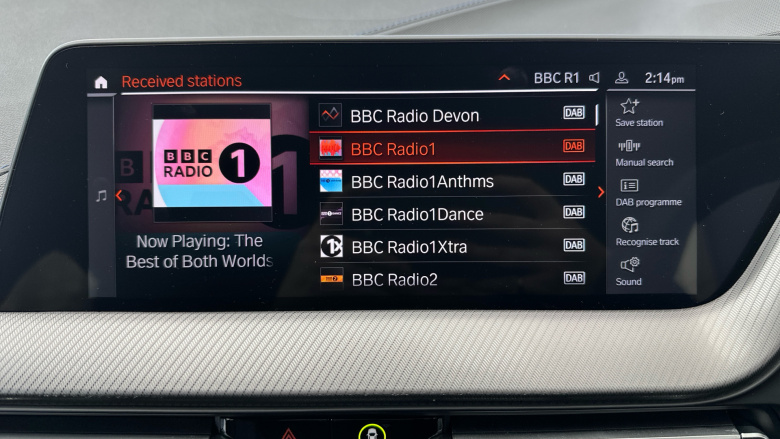 Received stations
BBC R1
2:14pm
BBC
RADIO 1
Now Playing: The
Best of Both Worlds
BBC Radio Devon DAB
BBC Radio1 DAB
BBC Radio1Anthms DAB
BBC Radio1Dance DAB
BBC Radio1Xtra DAB
BBC Radio2 DAB
Save station
Manual search
DAB programme
Recognise track
Sound